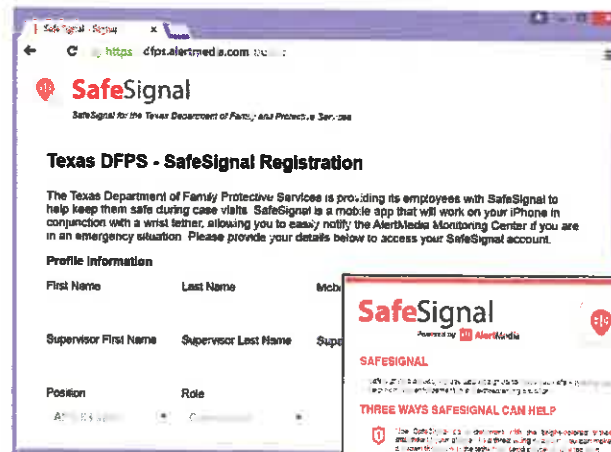 SafeSignal - Signup
https dfps.alertmedia.com
SafeSignal
SafeSignal for the Texas Department of Family and Protective Services
Texas DFPS - SafeSignal Registration
The Texas Department of Family Protective Services is providing its employees with SafeSignal to
help keep them safe during case visits. SafeSignal is a mobile app that will work on your iPhone in
conjunction with a wrist tether, allowing you to easily notify the AlertMedia Monitoring Center if you are
in an emergency situation. Please provide your details below to access your SafeSignal account.
Profile Information
First Name Last Name
Supervisor First Name Supervisor Last Name
Position Role
SafeSignal
Powered by AlertMedia
SAFESIGNAL
THREE WAYS SAFESIGNAL CAN HELP